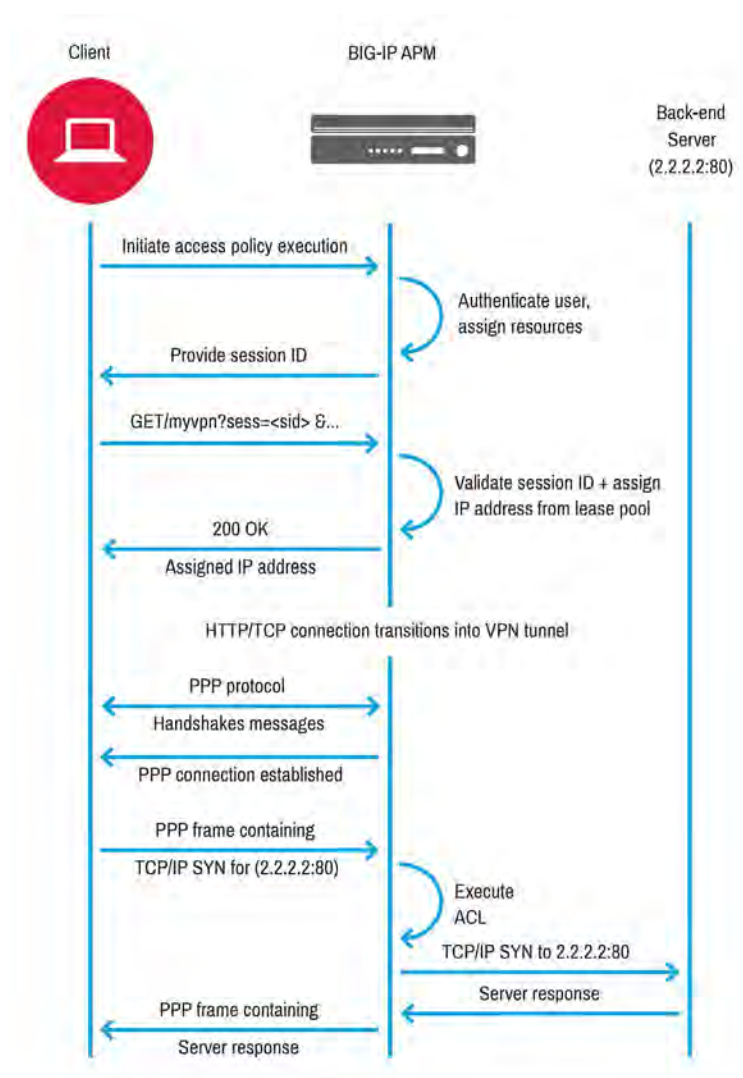 Client
BIG-IP APM
Back-end
Server
(2.2.2.2:80)
Initiate access policy execution
Authenticate user,
assign resources
Provide session ID
GET/myvpn?sess=<sid> &...
Validate session ID + assign
IP address from lease pool
200 OK
Assigned IP address
HTTP/TCP connection transitions into VPN tunnel
PPP protocol
Handshakes messages
PPP connection established
PPP frame containing
TCP/IP SYN for (2.2.2.2:80)
Execute
ACL
TCP/IP SYN to 2.2.2.2:80
Server response
PPP frame containing
Server response